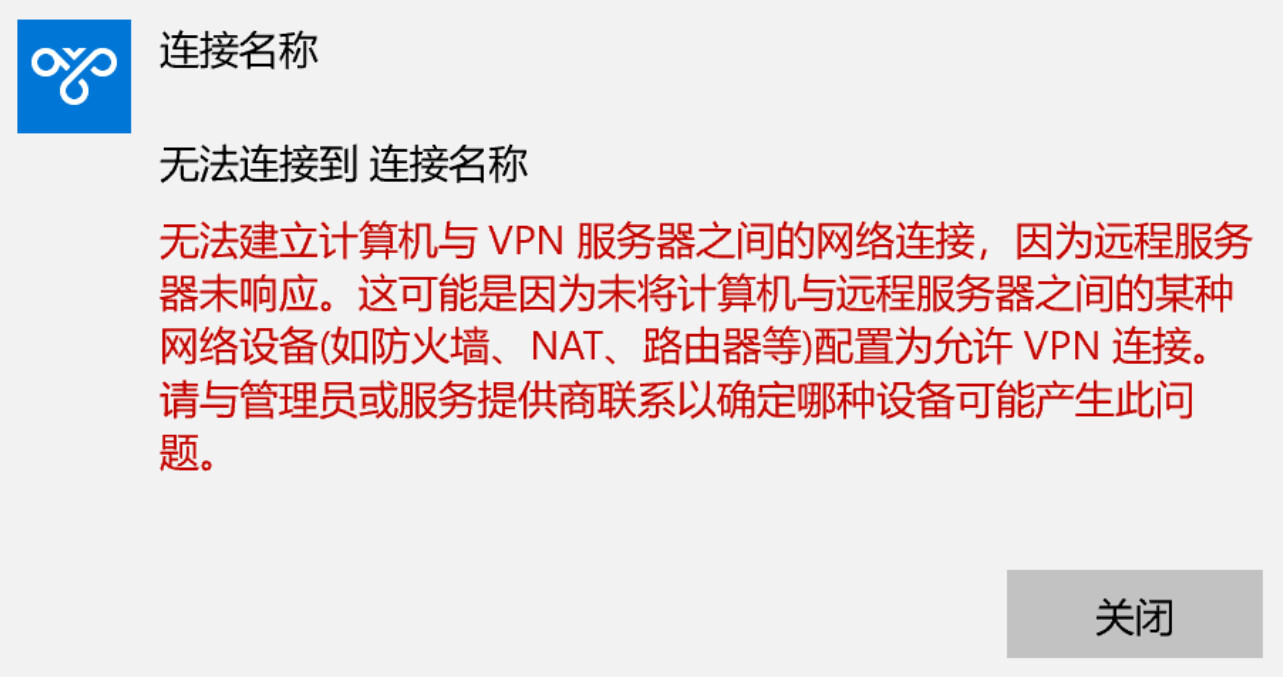 连接名称
无法连接到 连接名称
无法建立计算机与 VPN 服务器之间的网络连接，因为远程服务
器未响应。这可能是因为未将计算机与远程服务器之间的某种
网络设备(如防火墙、NAT、路由器等)配置为允许 VPN 连接。
请与管理员或服务提供商联系以确定哪种设备可能产生此问
题。
关闭